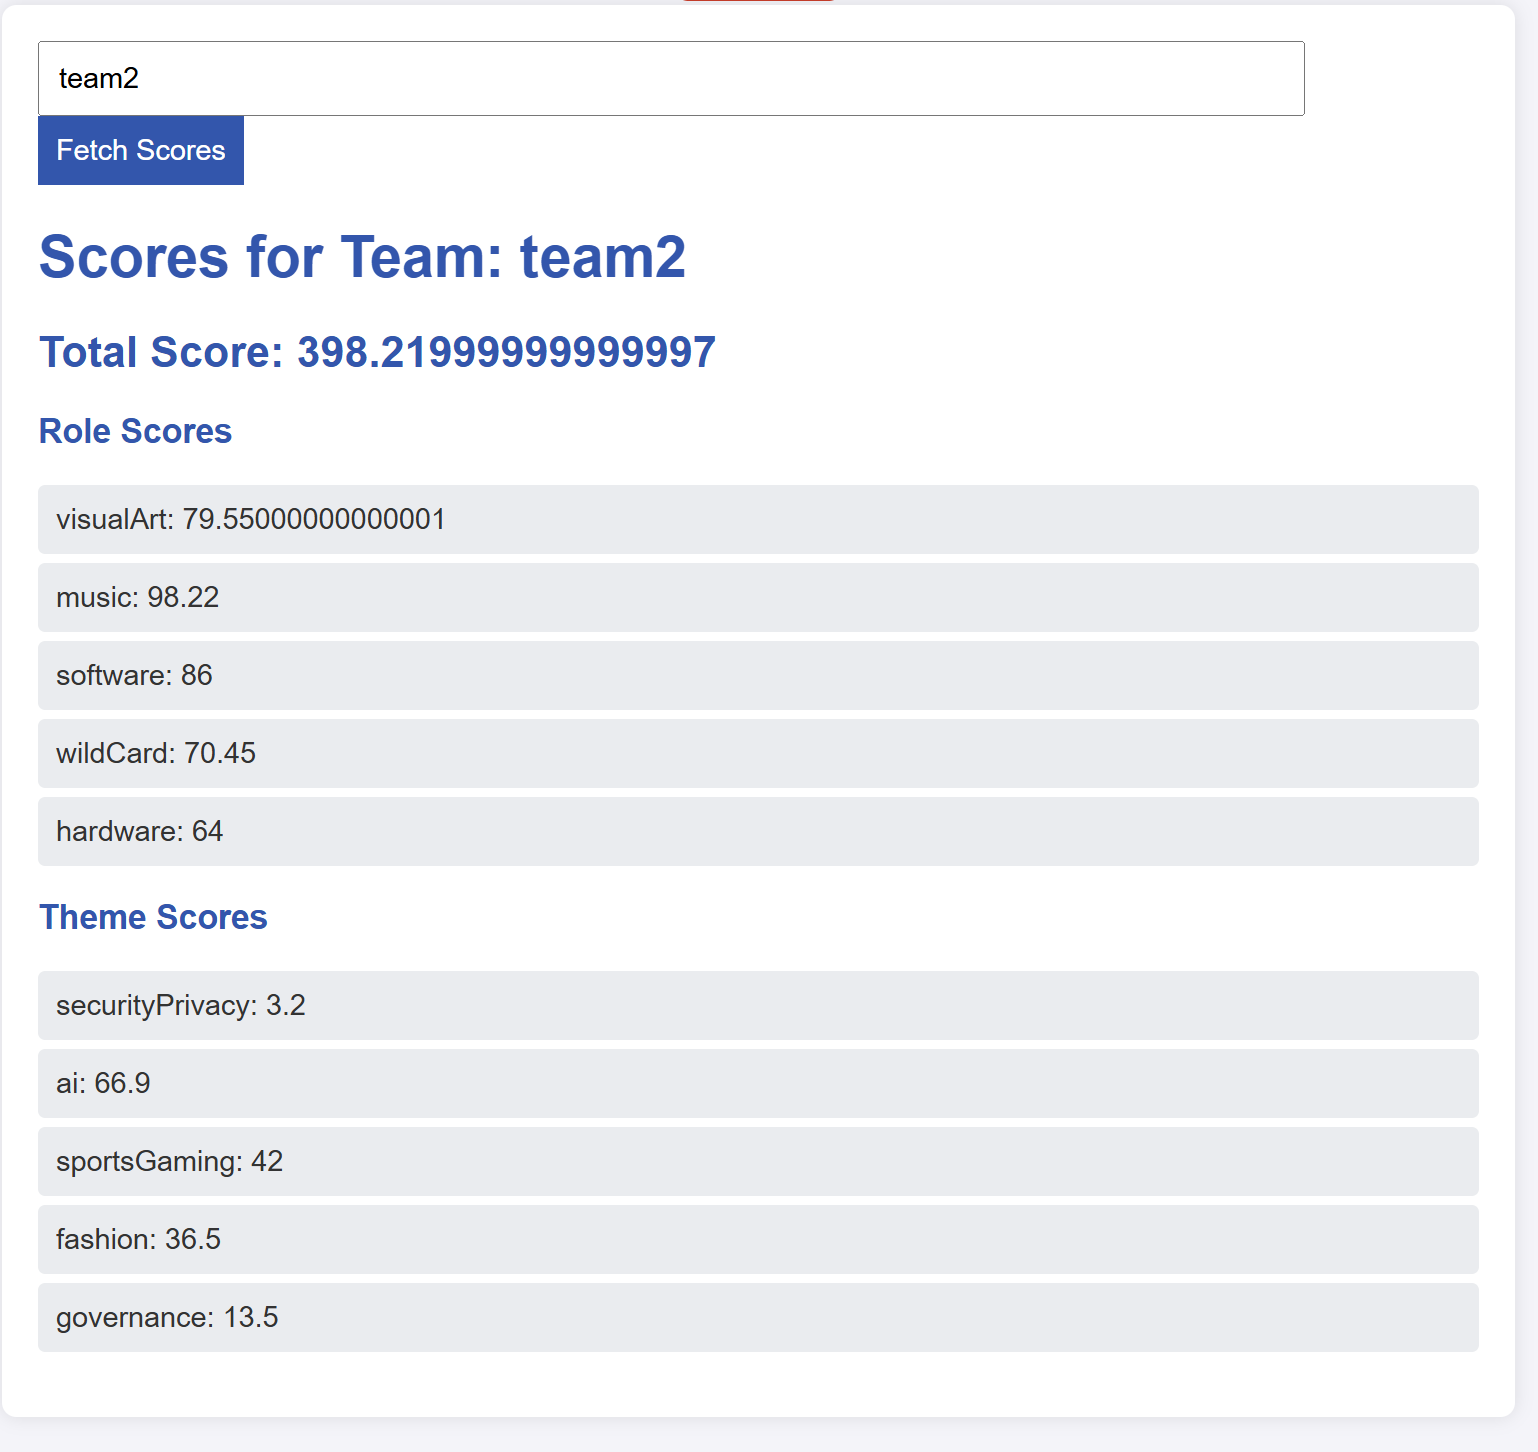 team2
Fetch Scores
Scores for Team: team2
Total Score: 398.21999999999997
Role Scores
visualArt: 79.55000000000001
music: 98.22
software: 86
wildCard: 70.45
hardware: 64
Theme Scores
securityPrivacy: 3.2
ai: 66.9
sportsGaming: 42
fashion: 36.5
governance: 13.5